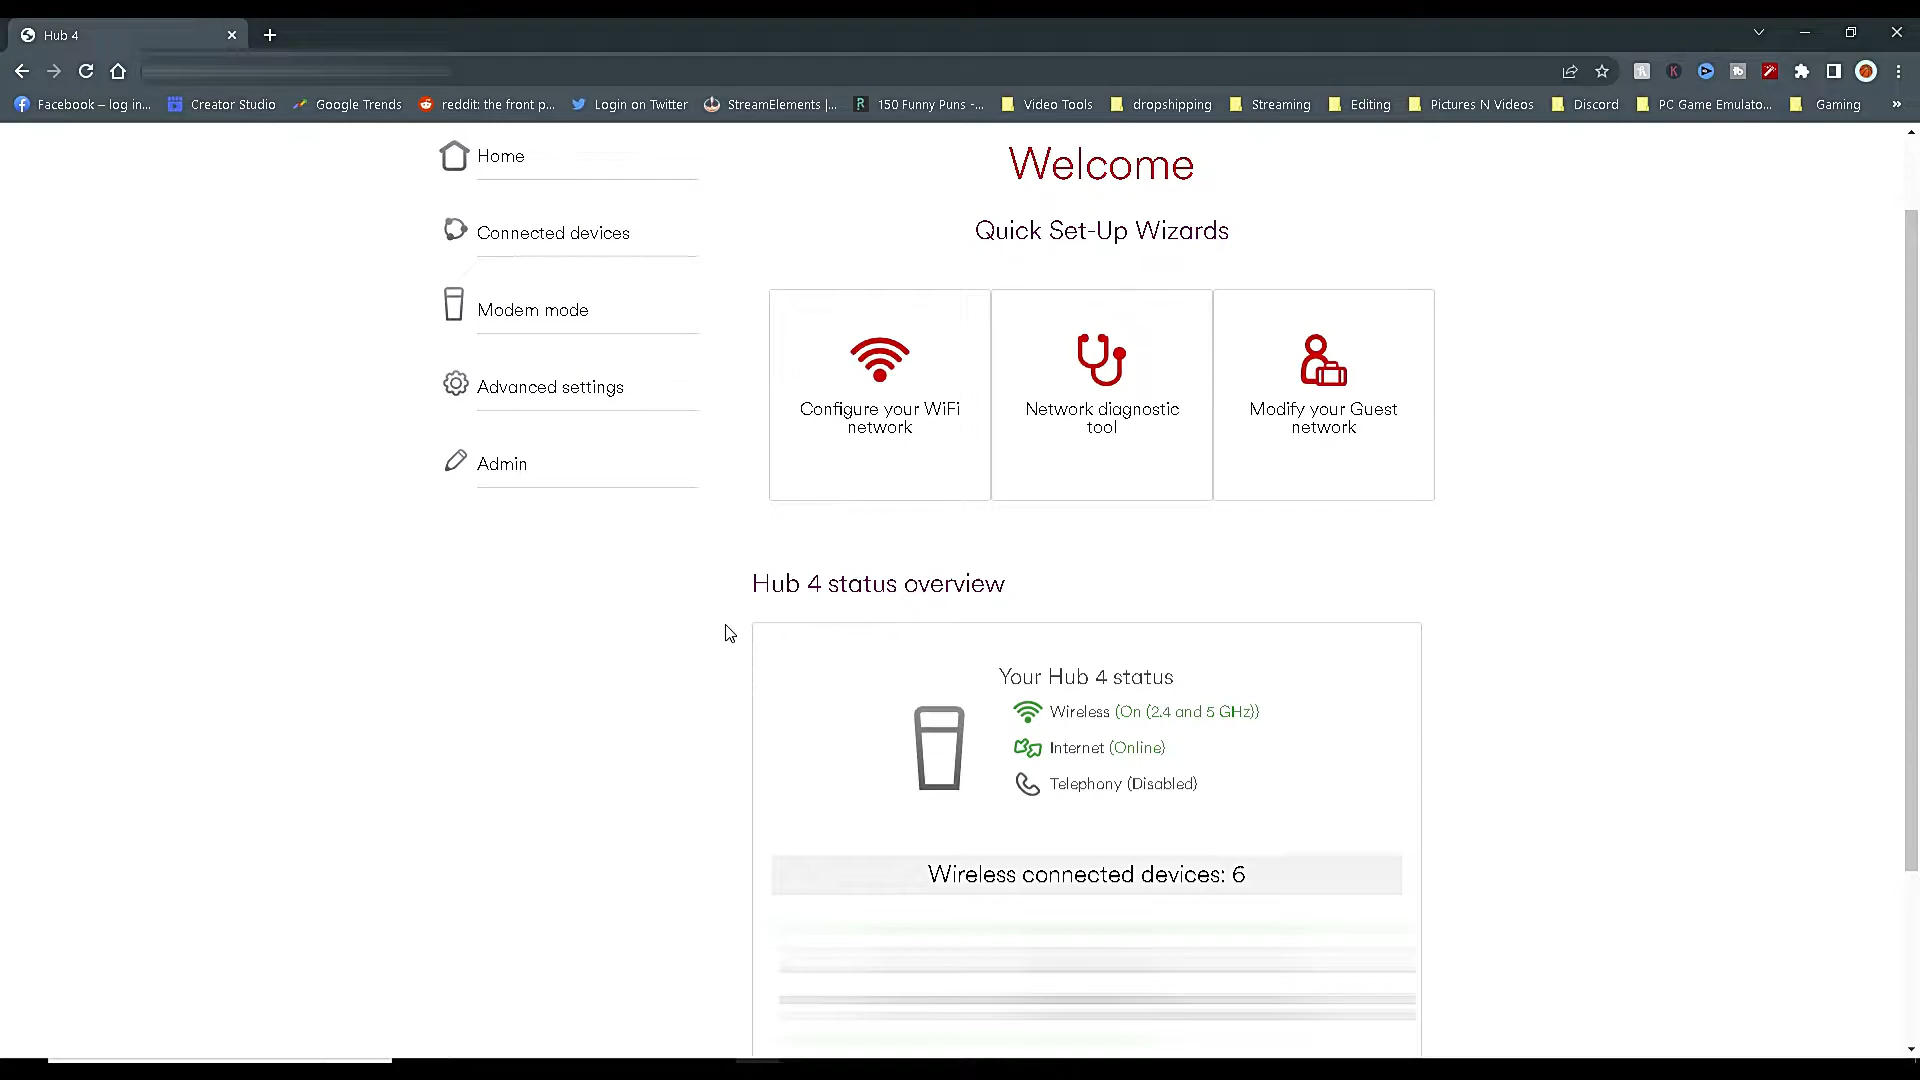 Hub 4
Facebook – log in...
Creator Studio
Google Trends
reddit: the front p...
Login on Twitter
StreamElements |...
150 Funny Puns -...
Video Tools
dropshipping
Streaming
Editing
Pictures N Videos
Discord
PC Game Emulato...
Gaming
»
Home
Connected devices
Modem mode
Advanced settings
Admin
Welcome
Quick Set-Up Wizards
Configure your WiFi
network
Network diagnostic
tool
Modify your Guest
network
Hub 4 status overview
Your Hub 4 status
Wireless (On (2.4 and 5 GHz))
Internet (Online)
Telephony (Disabled)
Wireless connected devices: 6